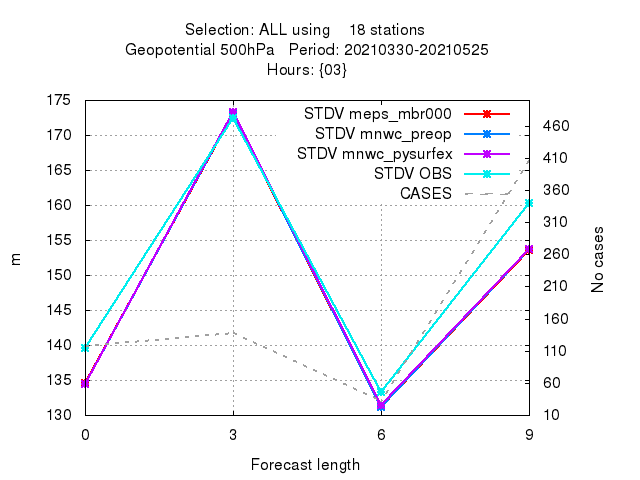 Selection: ALL using 18 stations
Geopotential 500hPa Period: 20210330-20210525
Hours: {03}
STDV meps_mbr000
STDV mnwc_preop
STDV mnwc_pysurfex
STDV OBS
CASES
175
170
165
160
155
150
145
140
135
130
m
460
410
360
310
260
210
160
110
60
10
No cases
0 3 6 9
Forecast length